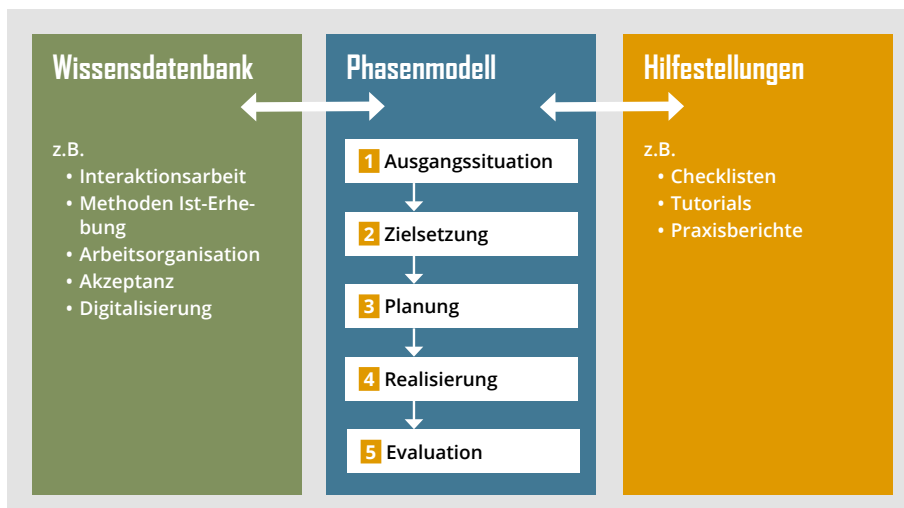 Wissensdatenbank
z.B.
• Interaktionsarbeit
• Methoden Ist-Erhe-
bung
• Arbeitsorganisation
• Akzeptanz
• Digitalisierung
Phasenmodell
1 Ausgangssituation
2 Zielsetzung
3 Planung
4 Realisierung
5 Evaluation
Hilfestellungen
z.B.
• Checklisten
• Tutorials
• Praxisberichte